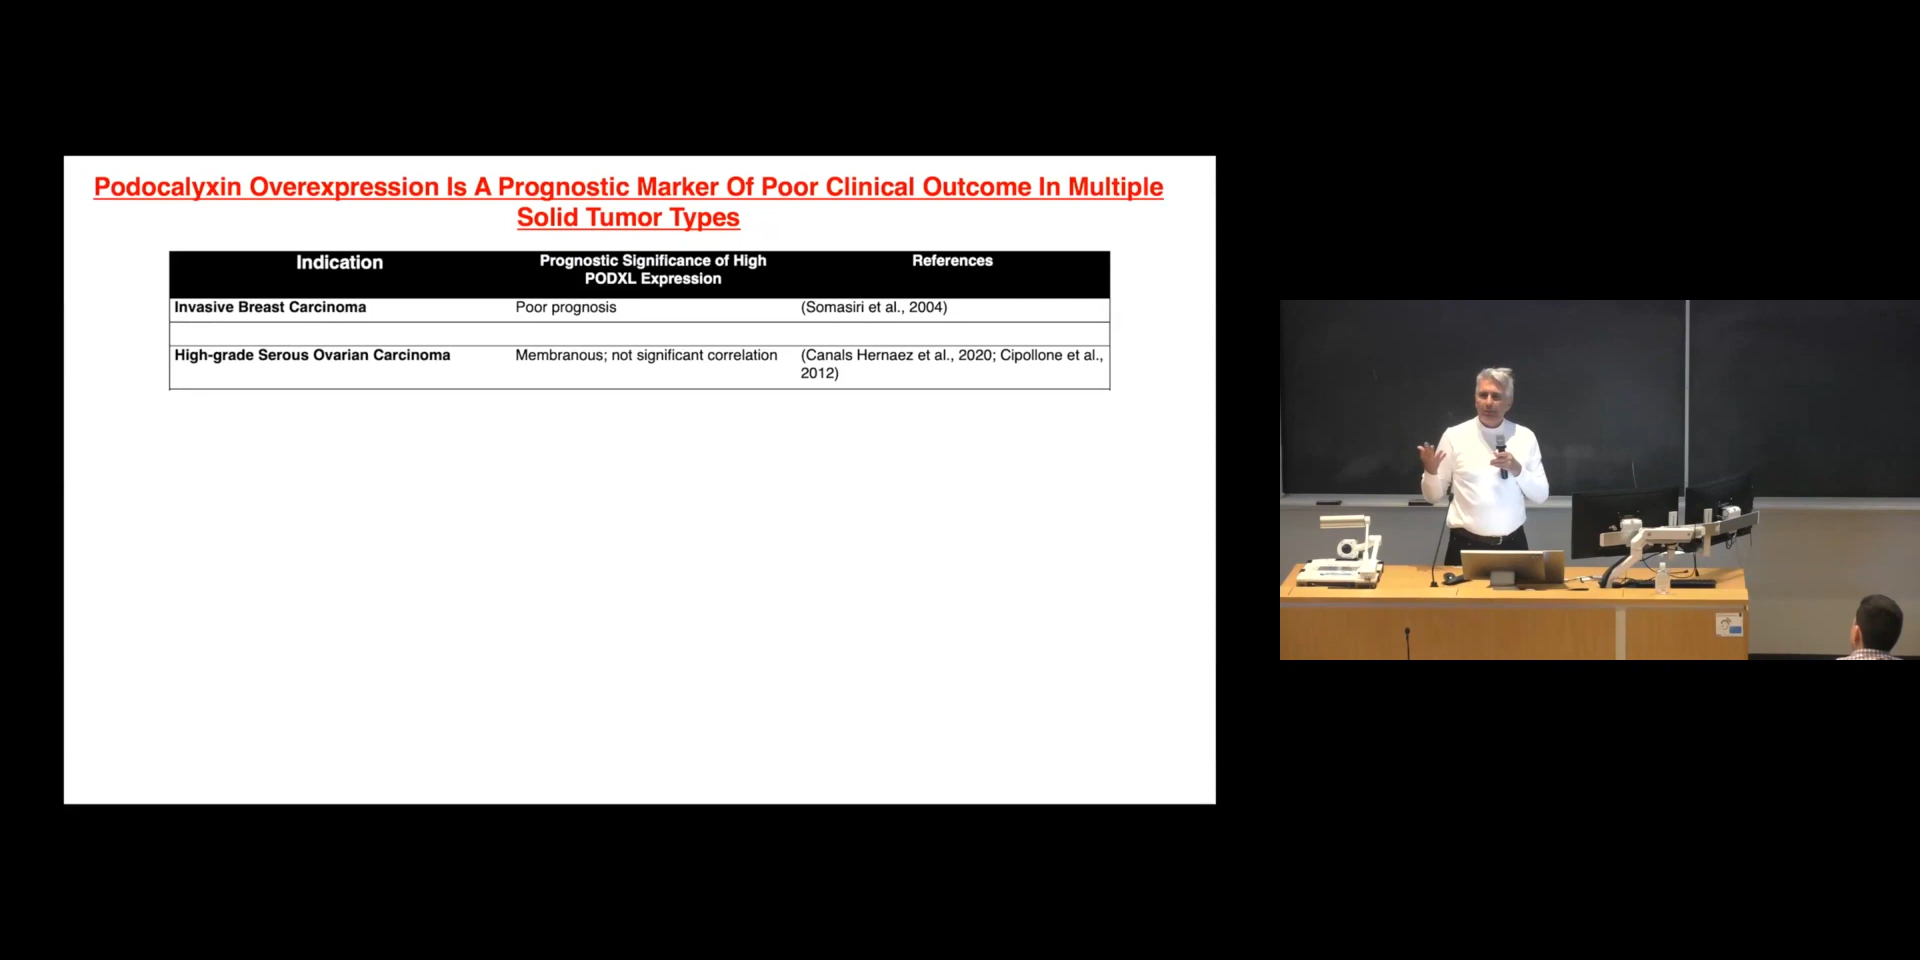 Podocalyxin Overexpression Is A Prognostic Marker Of Poor Clinical Outcome In Multiple
Solid Tumor Types
Indication
Prognostic Significance of High
PODXL Expression
References
Invasive Breast Carcinoma
Poor prognosis
(Somasiri et al., 2004)
High-grade Serous Ovarian Carcinoma
Membranous; not significant correlation
(Canals Hernaez et al., 2020; Cipollone et al.,
2012)